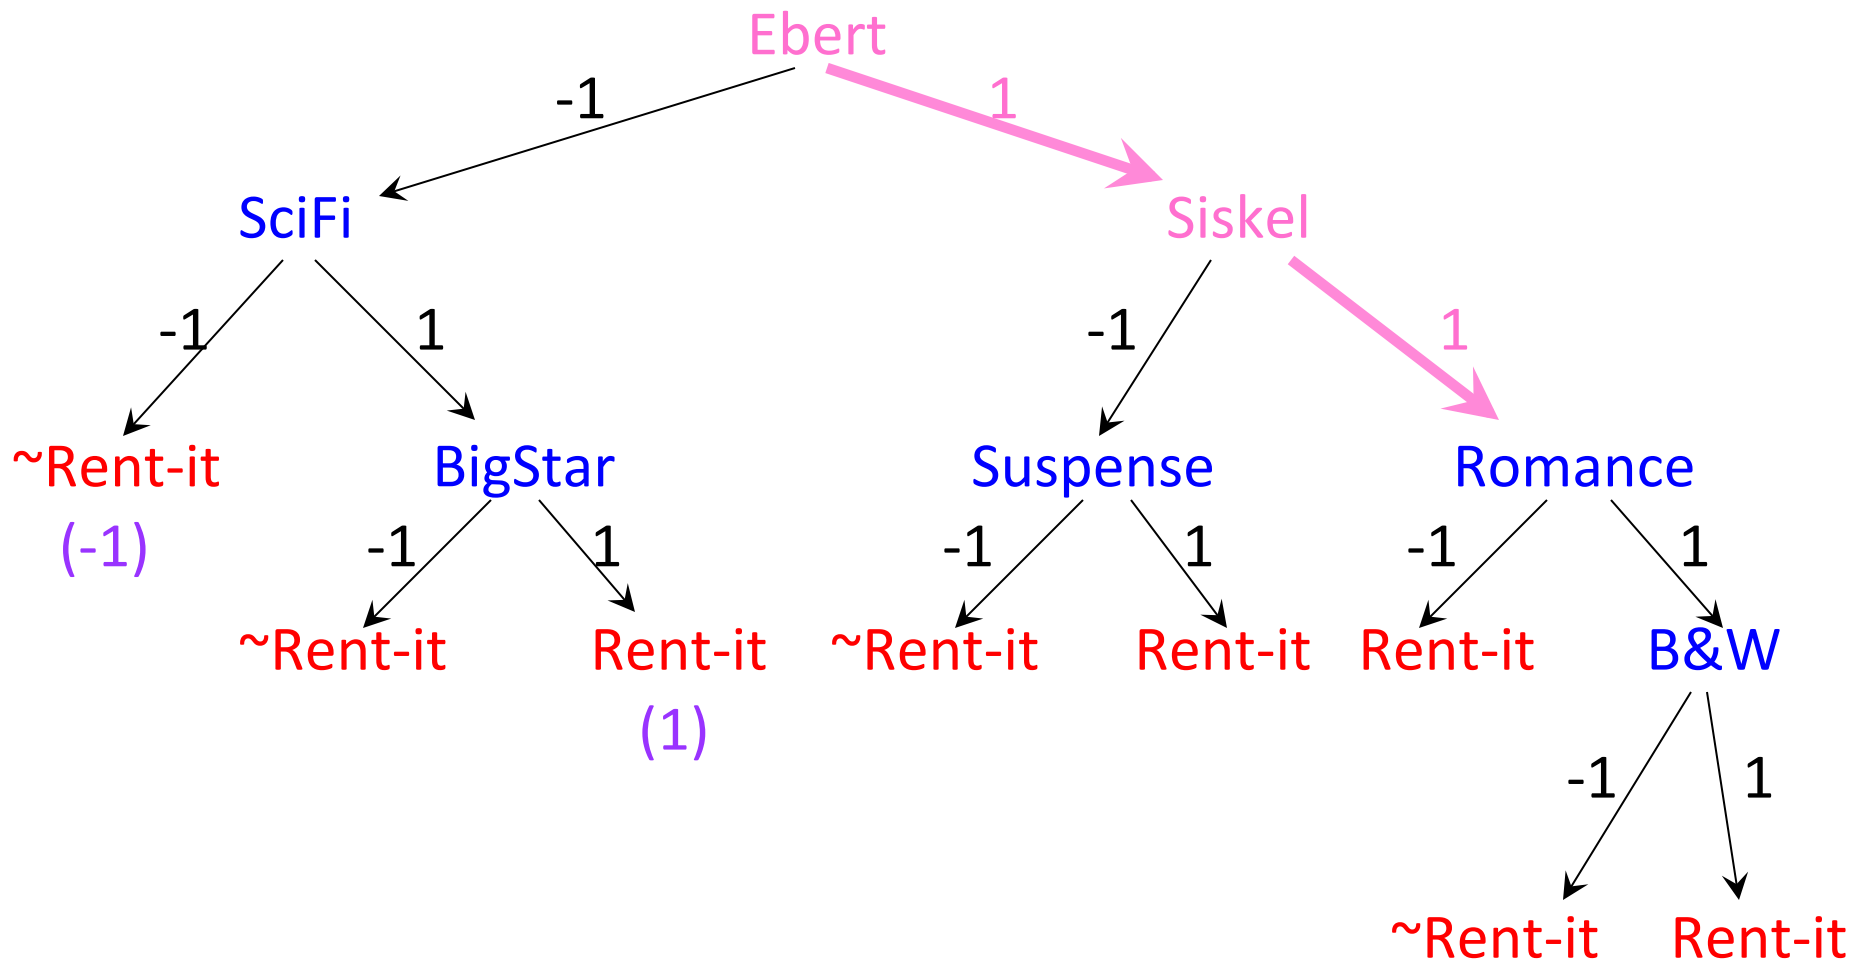 Ebert
-1 1
SciFi Siskel
-1 1 -1 1
~Rent-it BigStar Suspense Romance
(-1) -1 1 -1 1 -1 1
~Rent-it Rent-it ~Rent-it Rent-it Rent-it B&W
(1)
-1 1
~Rent-it Rent-it